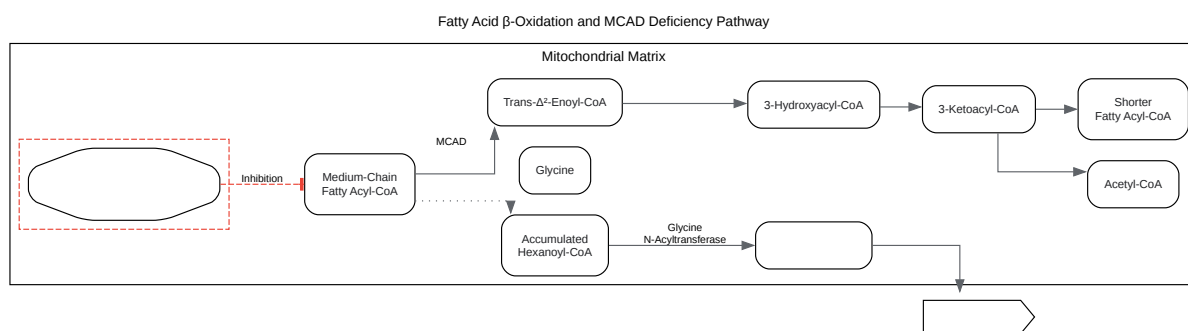 Fatty Acid β-Oxidation and MCAD Deficiency Pathway
Mitochondrial Matrix
Trans-Δ²-Enoyl-CoA
3-Hydroxyacyl-CoA
3-Ketoacyl-CoA
Shorter
Fatty Acyl-CoA
MCAD
Glycine
Inhibition
Medium-Chain
Fatty Acyl-CoA
Acetyl-CoA
Accumulated
Hexanoyl-CoA
Glycine
N-Acyltransferase